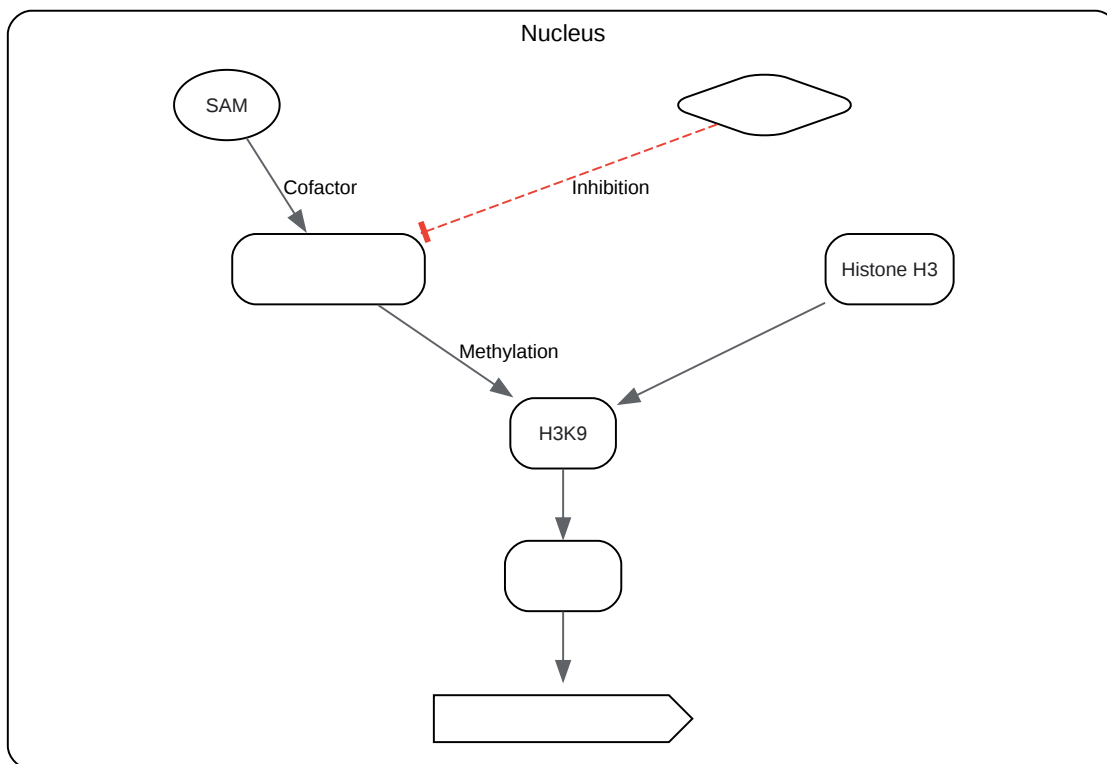 Nucleus
SAM
Cofactor
Inhibition
Histone H3
Methylation
H3K9